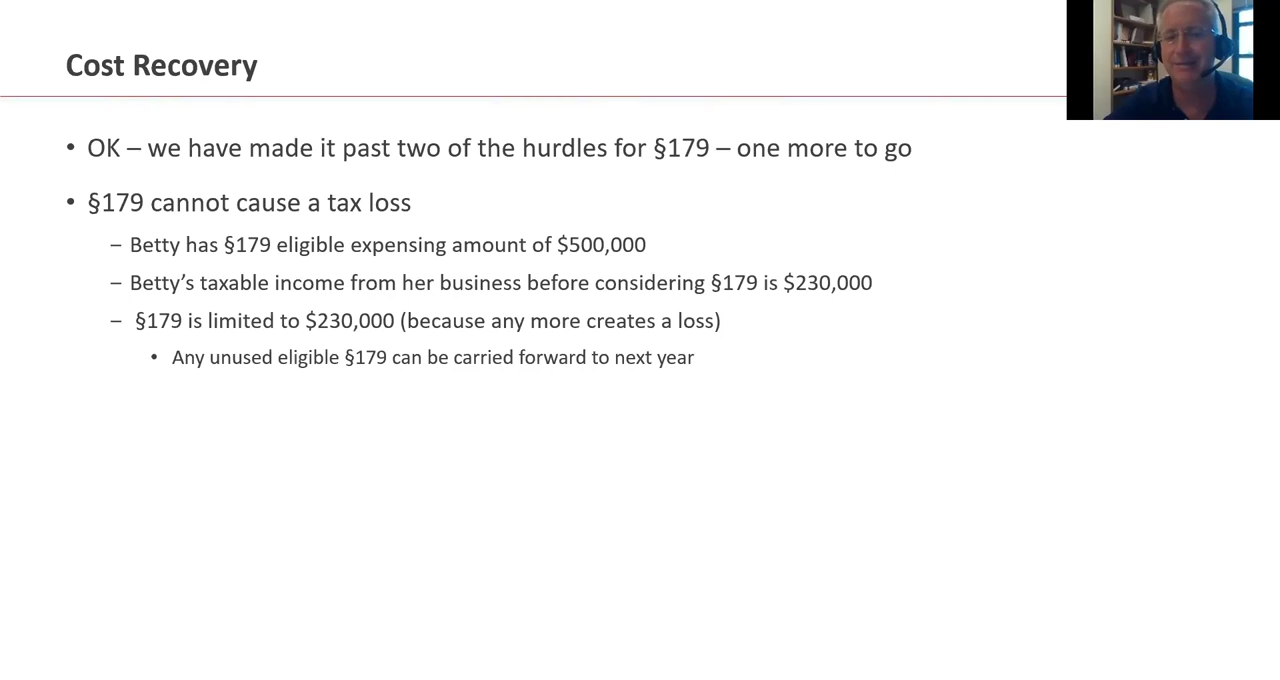 Cost Recovery
• OK – we have made it past two of the hurdles for §179 – one more to go
• §179 cannot cause a tax loss
– Betty has §179 eligible expensing amount of $500,000
– Betty’s taxable income from her business before considering §179 is $230,000
– §179 is limited to $230,000 (because any more creates a loss)
• Any unused eligible §179 can be carried forward to next year